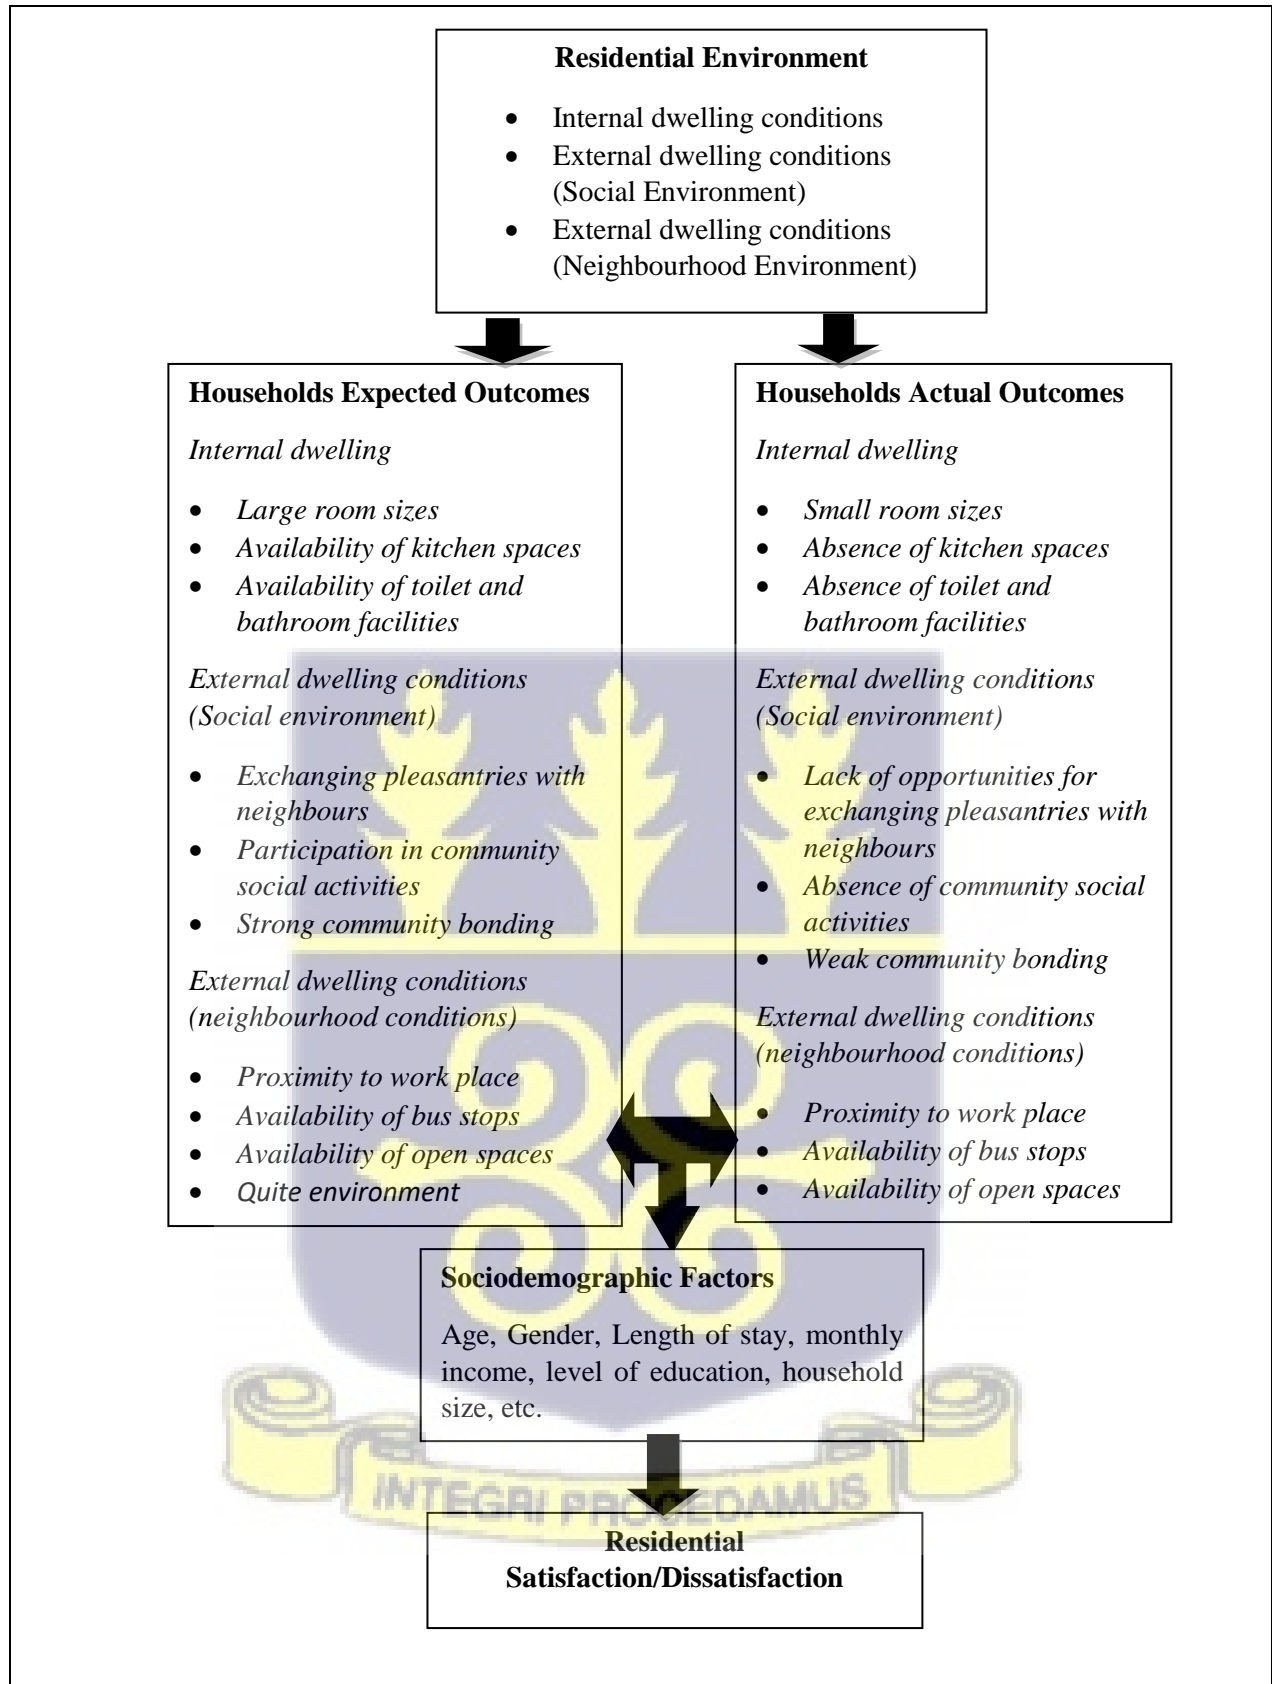 Residential Environment
• Internal dwelling conditions
• External dwelling conditions
(Social Environment)
• External dwelling conditions
(Neighbourhood Environment)
Households Expected Outcomes
Internal dwelling
• Large room sizes
• Availability of kitchen spaces
• Availability of toilet and
bathroom facilities
External dwelling conditions
(Social environment)
• Exchanging pleasantries with
neighbours
• Participation in community
social activities
• Strong community bonding
External dwelling conditions
(neighbourhood conditions)
• Proximity to work place
• Availability of bus stops
• Availability of open spaces
• Quite environment
Households Actual Outcomes
Internal dwelling
• Small room sizes
• Absence of kitchen spaces
• Absence of toilet and
bathroom facilities
External dwelling conditions
(Social environment)
• Lack of opportunities for
exchanging pleasantries with
neighbours
• Absence of community social
activities
• Weak community bonding
External dwelling conditions
(neighbourhood conditions)
• Proximity to work place
• Availability of bus stops
• Availability of open spaces
Sociodemographic Factors
Age, Gender, Length of stay, monthly
income, level of education, household
size, etc.
INTEGRI PROCEDAMUS
Residential
Satisfaction/Dissatisfaction